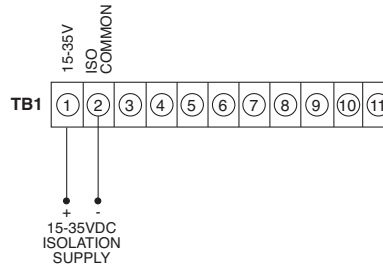 15-35V
ISO
COMMON
TB1 1 2 3 4 5 6 7 8 9 10 11
+ -
15-35VDC
ISOLATION
SUPPLY